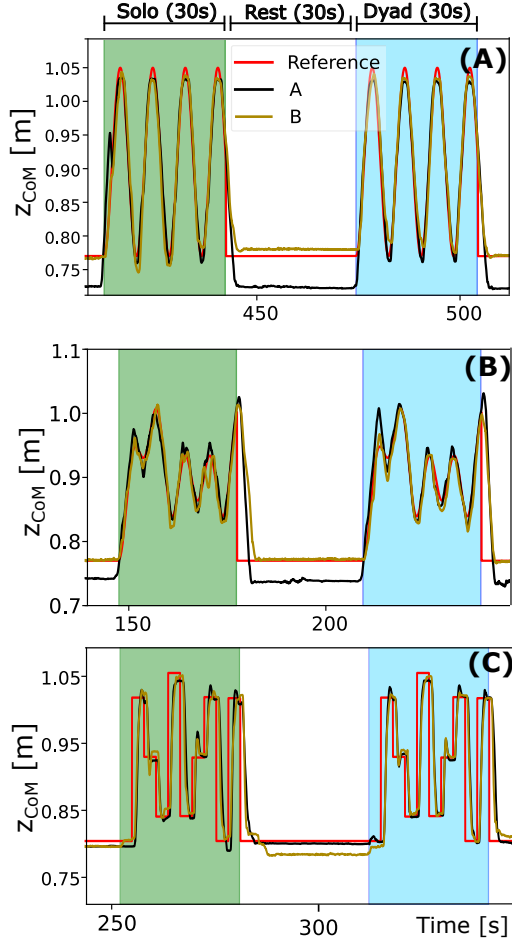 Solo (30s) Rest (30s) Dyad (30s)
(A)
Reference
A
B
z_CoM [m]
1.05
1.00
0.95
0.90
0.85
0.80
0.75
450 500
(B)
z_CoM [m]
1.1
1.0
0.9
0.8
0.7
150 200
(C)
z_CoM [m]
1.05
0.95
0.85
0.75
250 300 Time [s]